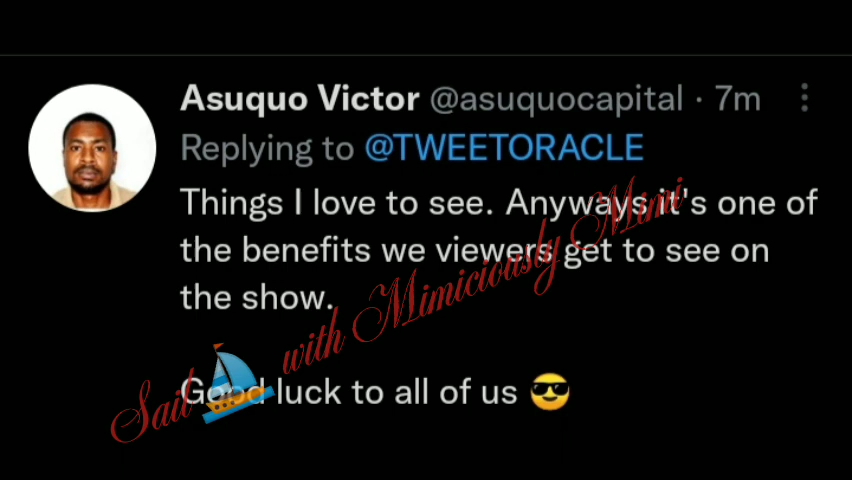 Asuquo Victor @asuquocapital · 7m
Replying to @TWEETORACLE
Things I love to see. Anyways it's one of
the benefits we viewers get to see on
the show.
Good luck to all of us 😎
Sail ⛵ with Mimiciously Mimi